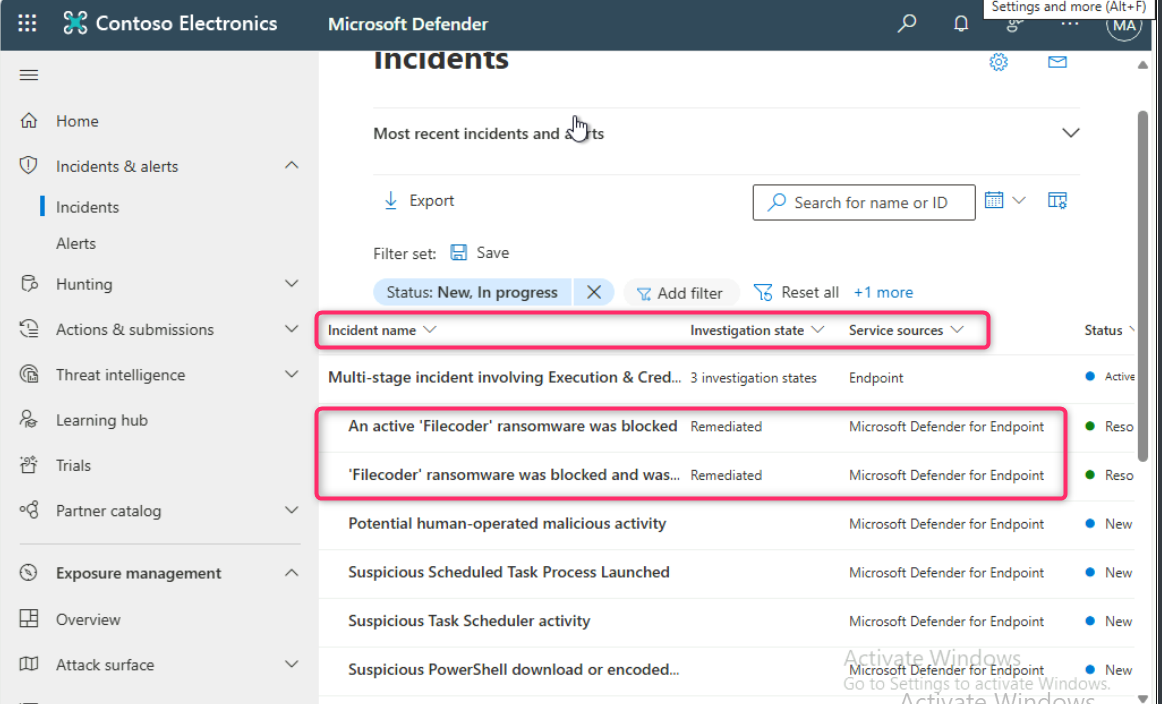 Settings and more (Alt+F)
Contoso Electronics
Microsoft Defender
MA
Incidents
Home
Most recent incidents and
Incidents & alerts
Export
Search for name or ID
Incidents
Alerts
Filter set: Save
Hunting
Status: New, In progress
Add filter
Reset all
+1 more
Actions & submissions
Incident name Investigation state Service sources Status
Threat intelligence
Multi-stage incident involving Execution & Cred... 3 investigation states Endpoint Active
Learning hub
An active 'Filecoder' ransomware was blocked Remediated Microsoft Defender for Endpoint Reso
Trials
'Filecoder' ransomware was blocked and was... Remediated Microsoft Defender for Endpoint Reso
Partner catalog
Potential human-operated malicious activity Microsoft Defender for Endpoint New
Exposure management
Suspicious Scheduled Task Process Launched Microsoft Defender for Endpoint New
Overview
Suspicious Task Scheduler activity Microsoft Defender for Endpoint New
Attack surface
Suspicious PowerShell download or encoded... Microsoft Defender for Endpoint New
Activate Windows
Go to Settings to activate Windows.
Activate Windows